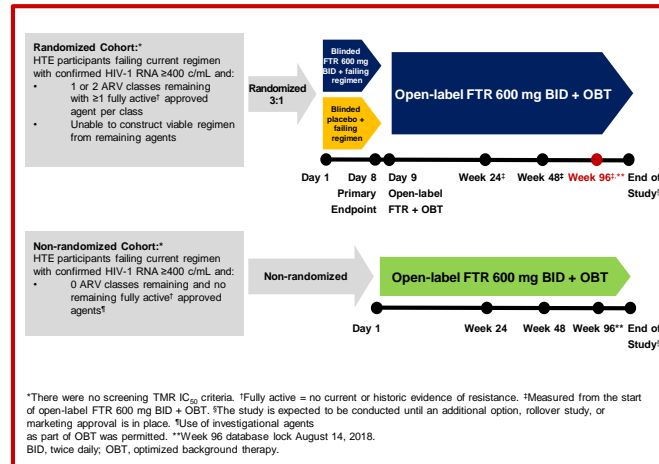 Randomized Cohort:*
HTE participants failing current regimen
with confirmed HIV-1 RNA ≥400 c/mL and:
• 1 or 2 ARV classes remaining
with ≥1 fully active† approved
agent per class
• Unable to construct viable regimen
from remaining agents
Randomized
3:1
Blinded
FTR 600 mg
BID + failing
regimen
Blinded
placebo +
failing
regimen
Open-label FTR 600 mg BID + OBT
Day 1
Day 8
Primary
Endpoint
Day 9
Open-label
FTR + OBT
Week 24‡
Week 48‡
Week 96‡,**
End of
Study§
Non-randomized Cohort:*
HTE participants failing current regimen
with confirmed HIV-1 RNA ≥400 c/mL and:
• 0 ARV classes remaining and no
remaining fully active† approved
agents¶
Non-randomized
Open-label FTR 600 mg BID + OBT
Day 1
Week 24
Week 48
Week 96**
End of
Study§
*There were no screening TMR IC50 criteria. †Fully active = no current or historic evidence of resistance. ‡Measured from the start
of open-label FTR 600 mg BID + OBT. §The study is expected to be conducted until an additional option, rollover study, or
marketing approval is in place. ¶Use of investigational agents
as part of OBT was permitted. **Week 96 database lock August 14, 2018.
BID, twice daily; OBT, optimized background therapy.